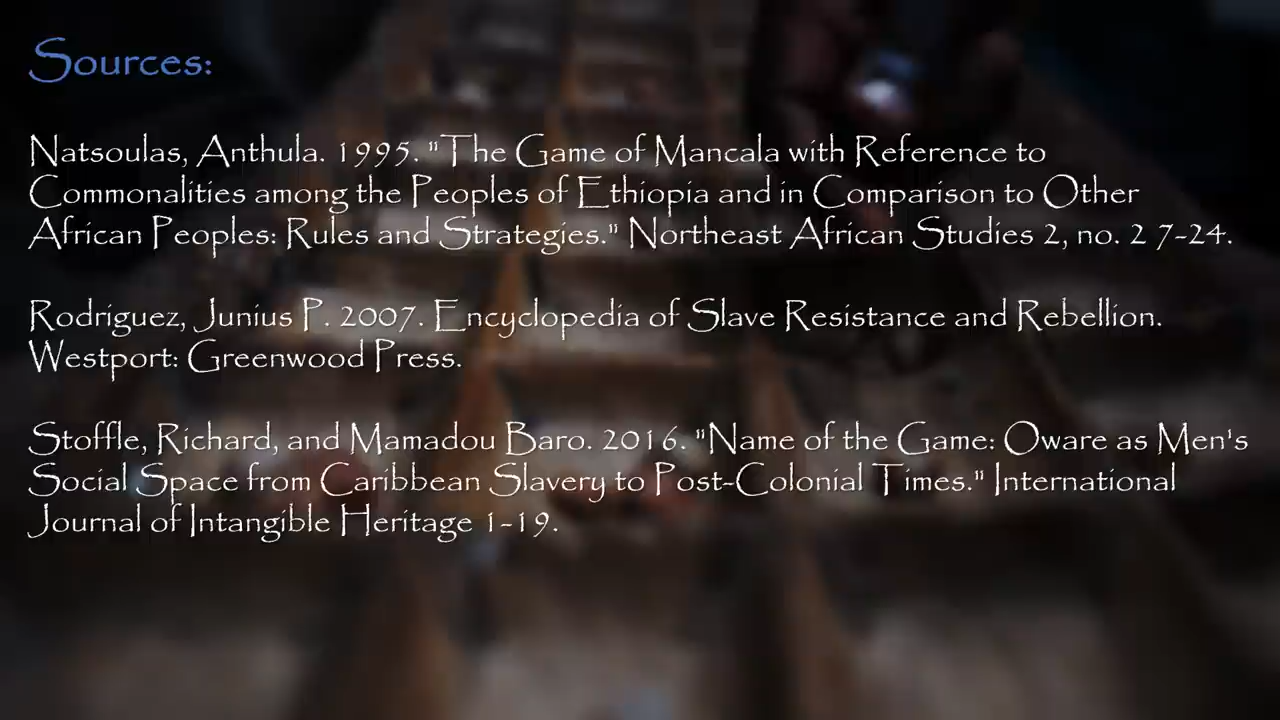 Sources:
Natsoulas, Anthula. 1995. "The Game of Mancala with Reference to
Commonalities among the Peoples of Ethiopia and in Comparison to Other
African Peoples: Rules and Strategies." Northeast African Studies 2, no. 2 7-24.
Rodriguez, Junius P. 2007. Encyclopedia of Slave Resistance and Rebellion.
Westport: Greenwood Press.
Stoffle, Richard, and Mamadou Baro. 2016. "Name of the Game: Oware as Men's
Social Space from Caribbean Slavery to Post-Colonial Times." International
Journal of Intangible Heritage 1-19.